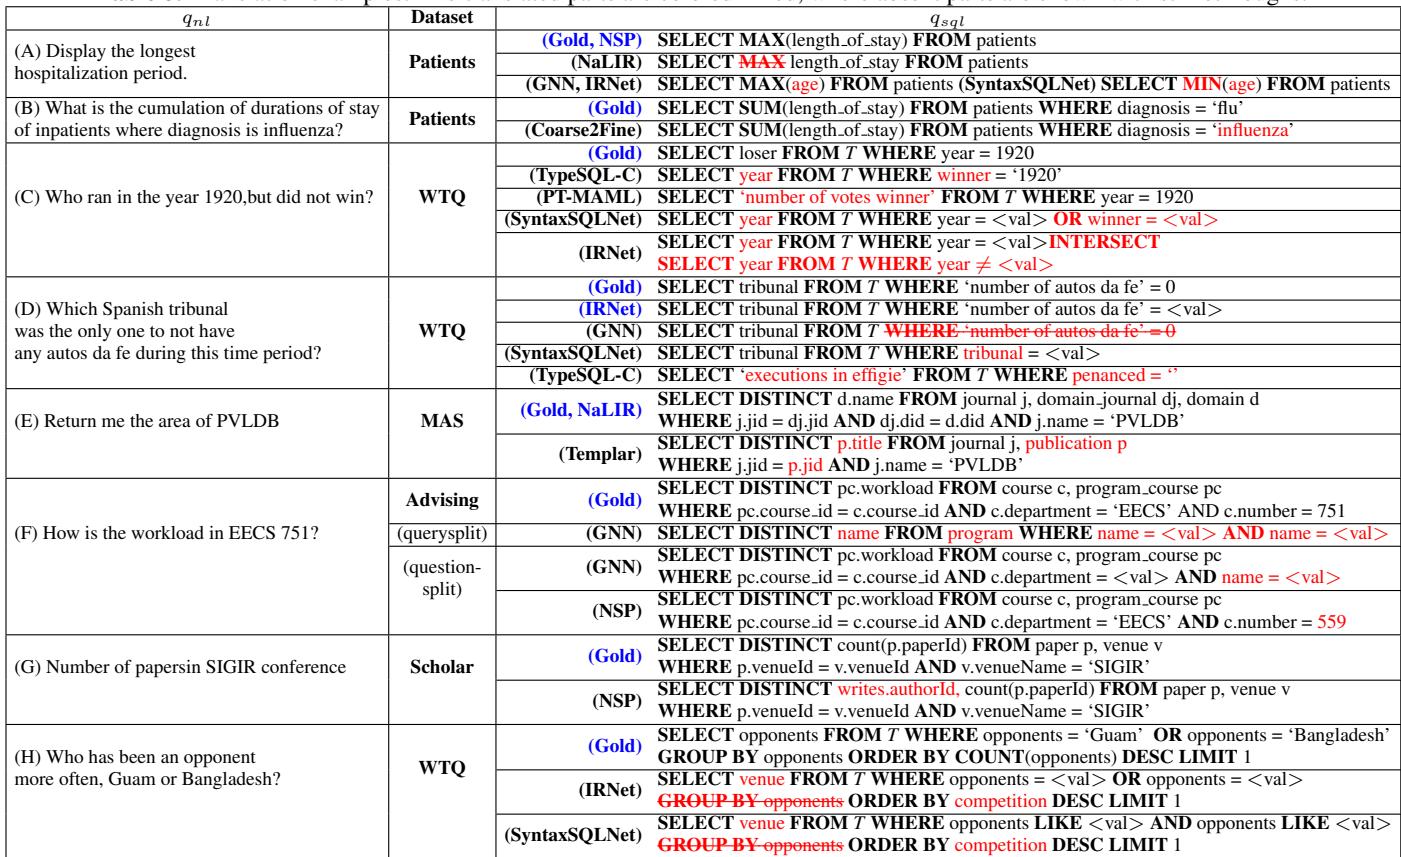 q_nl Dataset q_sql
(A) Display the longest
hospitalization period.
Patients
(Gold, NSP) SELECT MAX(length_of_stay) FROM patients
(NaLIR) SELECT MAX length_of_stay FROM patients
(GNN, IRNet) SELECT MAX(age) FROM patients (SyntaxSQLNet) SELECT MIN(age) FROM patients
(B) What is the cumulation of durations of stay
of inpatients where diagnosis is influenza?
Patients
(Gold) SELECT SUM(length_of_stay) FROM patients WHERE diagnosis = ‘flu’
(Coarse2Fine) SELECT SUM(length_of_stay) FROM patients WHERE diagnosis = ‘influenza’
(C) Who ran in the year 1920,but did not win?
WTQ
(Gold) SELECT loser FROM T WHERE year = 1920
(TypeSQL-C) SELECT year FROM T WHERE winner = ‘1920’
(PT-MAML) SELECT ‘number of votes winner’ FROM T WHERE year = 1920
(SyntaxSQLNet) SELECT year FROM T WHERE year = <val> OR winner = <val>
(IRNet) SELECT year FROM T WHERE year = <val>INTERSECT
SELECT year FROM T WHERE year ≠ <val>
(D) Which Spanish tribunal
was the only one to not have
any autos da fe during this time period?
WTQ
(Gold) SELECT tribunal FROM T WHERE ‘number of autos da fe’ = 0
(IRNet) SELECT tribunal FROM T WHERE ‘number of autos da fe’ = <val>
(GNN) SELECT tribunal FROM T WHERE ‘number of autos da fe’ = 0
(SyntaxSQLNet) SELECT tribunal FROM T WHERE tribunal = <val>
(TypeSQL-C) SELECT ‘executions in effigie’ FROM T WHERE penanced = ‘’
(E) Return me the area of PVLDB
MAS
(Gold, NaLIR) SELECT DISTINCT d.name FROM journal j, domain_journal dj, domain d
WHERE j.jid = dj.jid AND dj.did = d.did AND j.name = ‘PVLDB’
(Templar) SELECT DISTINCT p.title FROM journal j, publication p
WHERE j.jid = p.jid AND j.name = ‘PVLDB’
(F) How is the workload in EECS 751?
Advising
(Gold) SELECT DISTINCT pc.workload FROM course c, program_course pc
WHERE pc.course_id = c.course_id AND c.department = ‘EECS’ AND c.number = 751
(querysplit)
(GNN) SELECT DISTINCT name FROM program WHERE name = <val> AND name = <val>
(question-
split)
(GNN) SELECT DISTINCT pc.workload FROM course c, program_course pc
WHERE pc.course_id = c.course_id AND c.department = <val> AND name = <val>
(NSP) SELECT DISTINCT pc.workload FROM course c, program_course pc
WHERE pc.course_id = c.course_id AND c.department = ‘EECS’ AND c.number = 559
(G) Number of papersin SIGIR conference
Scholar
(Gold) SELECT DISTINCT count(p.paperId) FROM paper p, venue v
WHERE p.venueId = v.venueId AND v.venueName = ‘SIGIR’
(NSP) SELECT DISTINCT writes.authorId, count(p.paperId) FROM paper p, venue v
WHERE p.venueId = v.venueId AND v.venueName = ‘SIGIR’
(H) Who has been an opponent
more often, Guam or Bangladesh?
WTQ
(Gold) SELECT opponents FROM T WHERE opponents = ‘Guam’ OR opponents = ‘Bangladesh’
GROUP BY opponents ORDER BY COUNT(opponents) DESC LIMIT 1
(IRNet) SELECT venue FROM T WHERE opponents = <val> OR opponents = <val>
GROUP BY opponents ORDER BY competition DESC LIMIT 1
(SyntaxSQLNet) SELECT venue FROM T WHERE opponents LIKE <val> AND opponents LIKE <val>
GROUP BY opponents ORDER BY competition DESC LIMIT 1